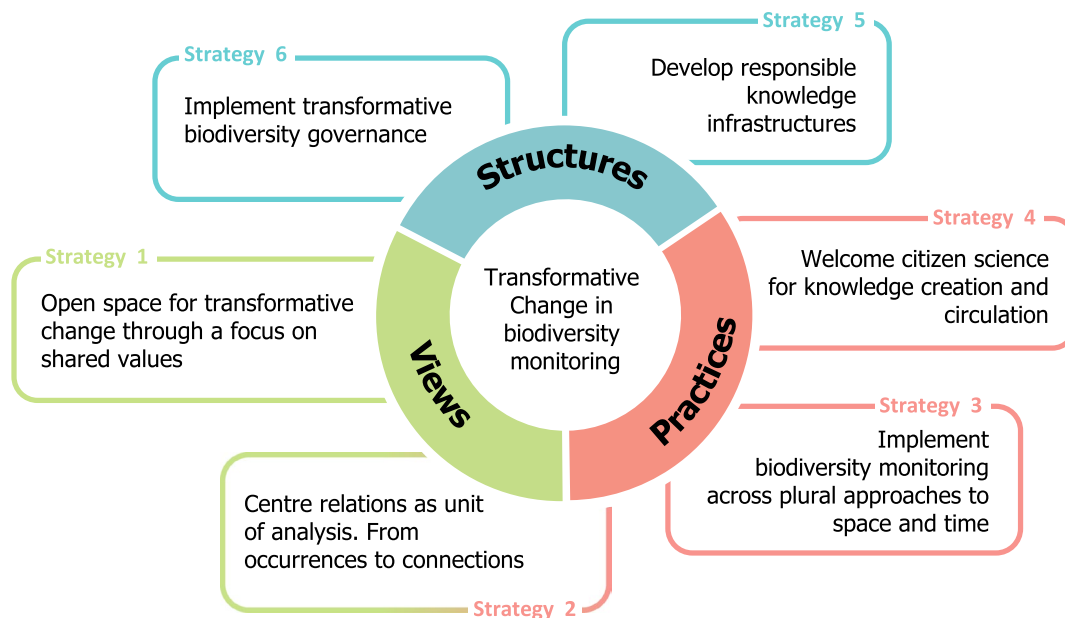 Strategy 5
Develop responsible
knowledge
infrastructures
Strategy 6
Implement transformative
biodiversity governance
Structures
Strategy 4
Welcome citizen science
for knowledge creation and
circulation
Strategy 1
Open space for transformative
change through a focus on
shared values
Transformative
Change in
biodiversity
monitoring
Views
Practices
Strategy 3
Implement
biodiversity monitoring
across plural approaches to
space and time
Centre relations as unit
of analysis. From
occurrences to connections
Strategy 2